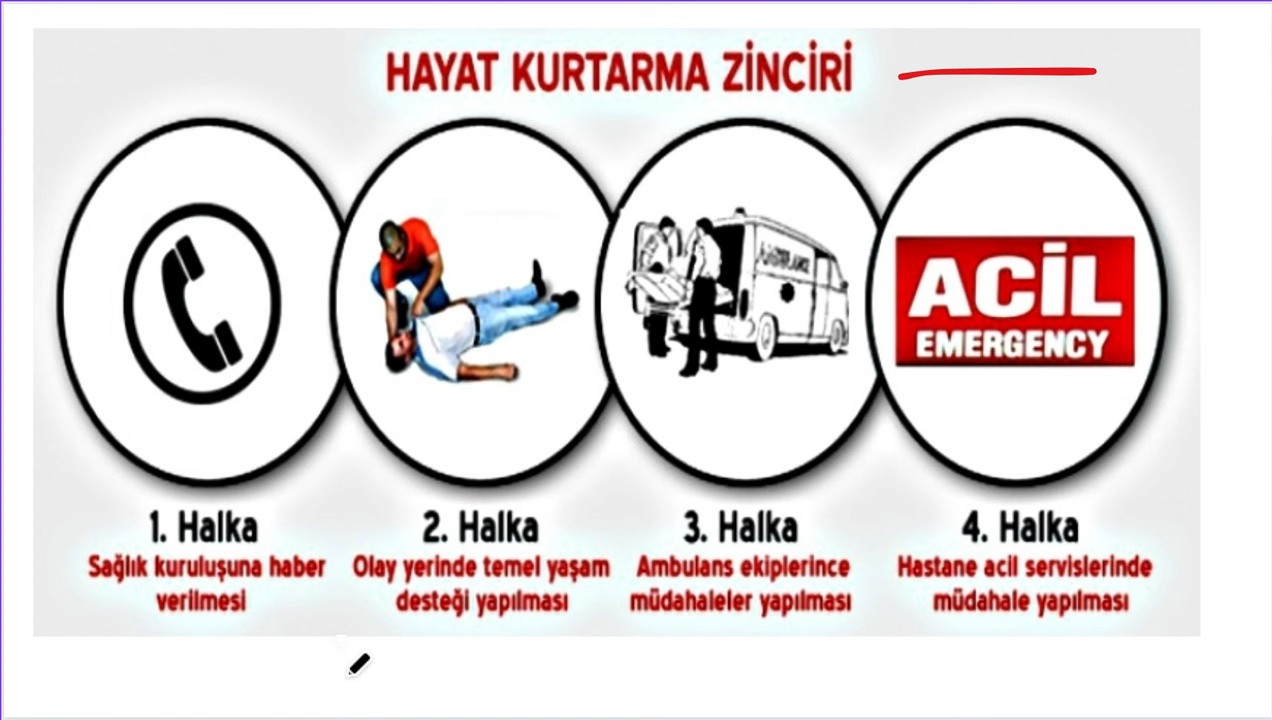 HAYAT KURTARMA ZİNCİRİ
AMBULANCE
ACİL
EMERGENCY
1. Halka
Sağlık kuruluşuna haber
verilmesi
2. Halka
Olay yerinde temel yaşam
desteği yapılması
3. Halka
Ambulans ekiplerince
müdahaleler yapılması
4. Halka
Hastane acil servislerinde
müdahale yapılması